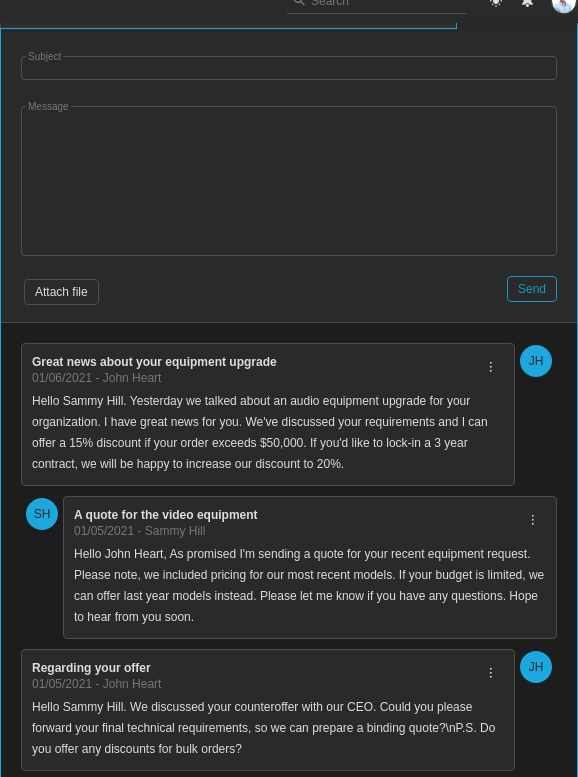 Search
Subject
Message
Attach file
Send
Great news about your equipment upgrade
01/06/2021 - John Heart
JH
Hello Sammy Hill. Yesterday we talked about an audio equipment upgrade for your
organization. I have great news for you. We've discussed your requirements and I can
offer a 15% discount if your order exceeds $50,000. If you'd like to lock-in a 3 year
contract, we will be happy to increase our discount to 20%.
SH
A quote for the video equipment
01/05/2021 - Sammy Hill
Hello John Heart, As promised I'm sending a quote for your recent equipment request.
Please note, we included pricing for our most recent models. If your budget is limited, we
can offer last year models instead. Please let me know if you have any questions. Hope
to hear from you soon.
Regarding your offer
01/05/2021 - John Heart
JH
Hello Sammy Hill. We discussed your counteroffer with our CEO. Could you please
forward your final technical requirements, so we can prepare a binding quote?\nP.S. Do
you offer any discounts for bulk orders?